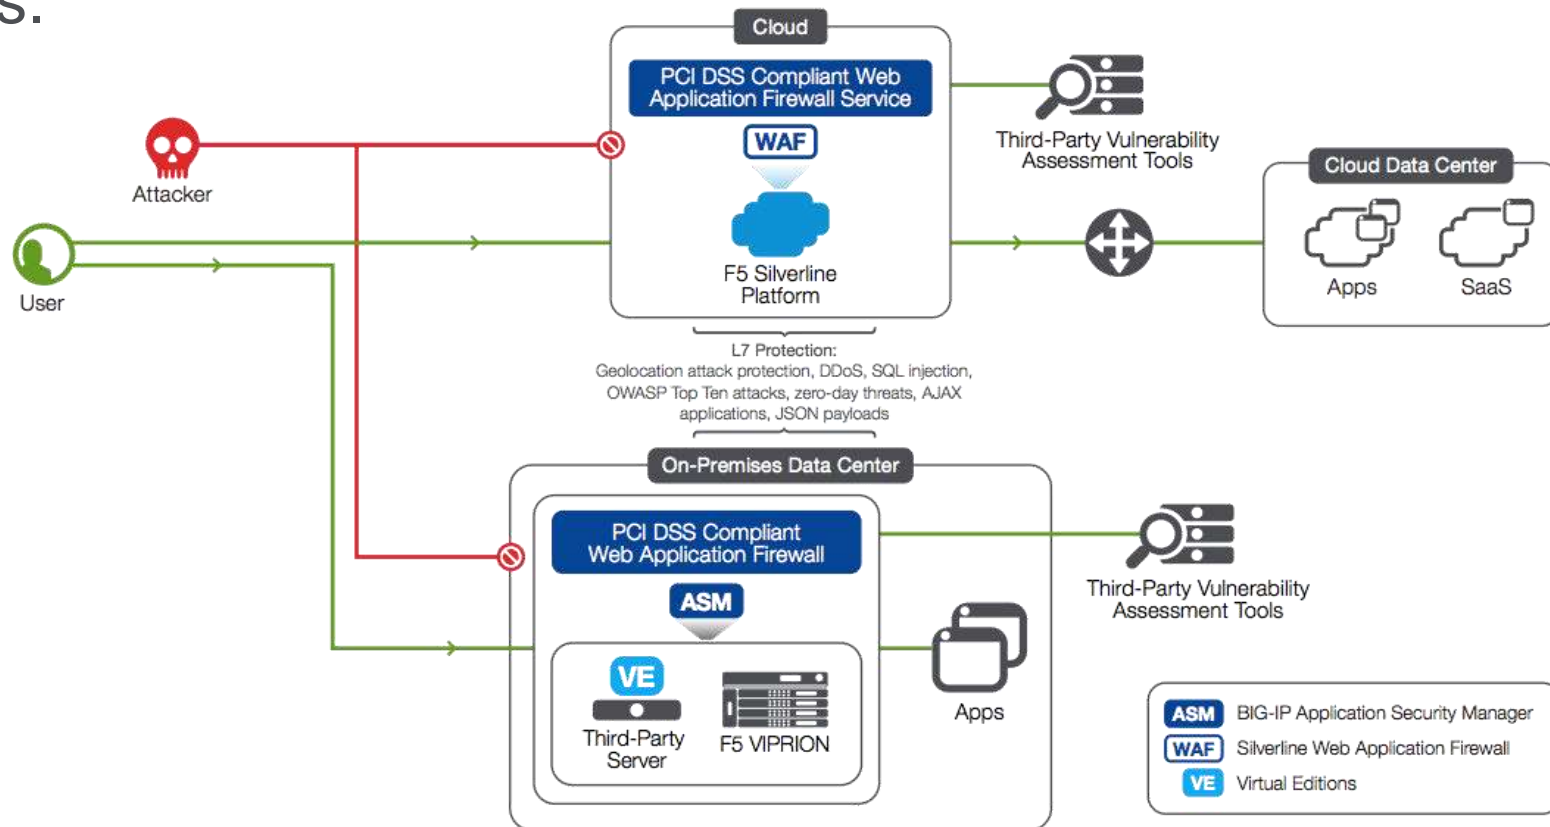 s.
Cloud
PCI DSS Compliant Web
Application Firewall Service
WAF
F5 Silverline
Platform
Third-Party Vulnerability
Assessment Tools
Cloud Data Center
Apps
SaaS
Attacker
User
L7 Protection:
Geolocation attack protection, DDoS, SQL injection,
OWASP Top Ten attacks, zero-day threats, AJAX
applications, JSON payloads
On-Premises Data Center
PCI DSS Compliant
Web Application Firewall
ASM
VE
Third-Party
Server
F5 VIPRION
Apps
Third-Party Vulnerability
Assessment Tools
ASM BIG-IP Application Security Manager
WAF Silverline Web Application Firewall
VE Virtual Editions